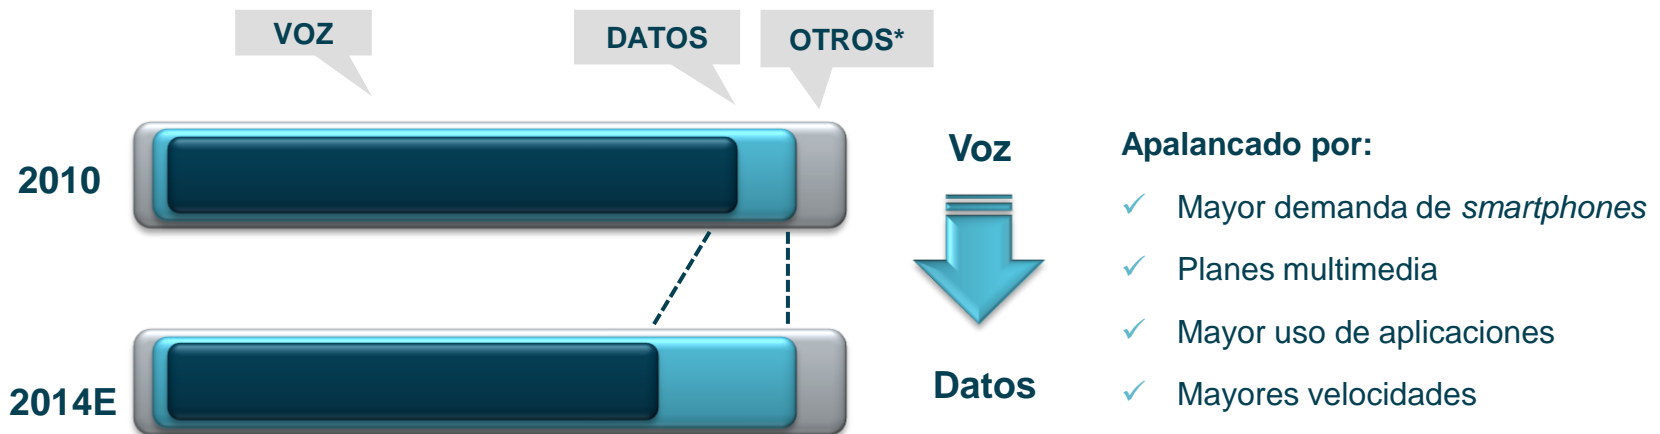 VOZ
DATOS
OTROS*
2010
2014E
Voz
Datos
Apalancado por:
✓ Mayor demanda de smartphones
✓ Planes multimedia
✓ Mayor uso de aplicaciones
✓ Mayores velocidades